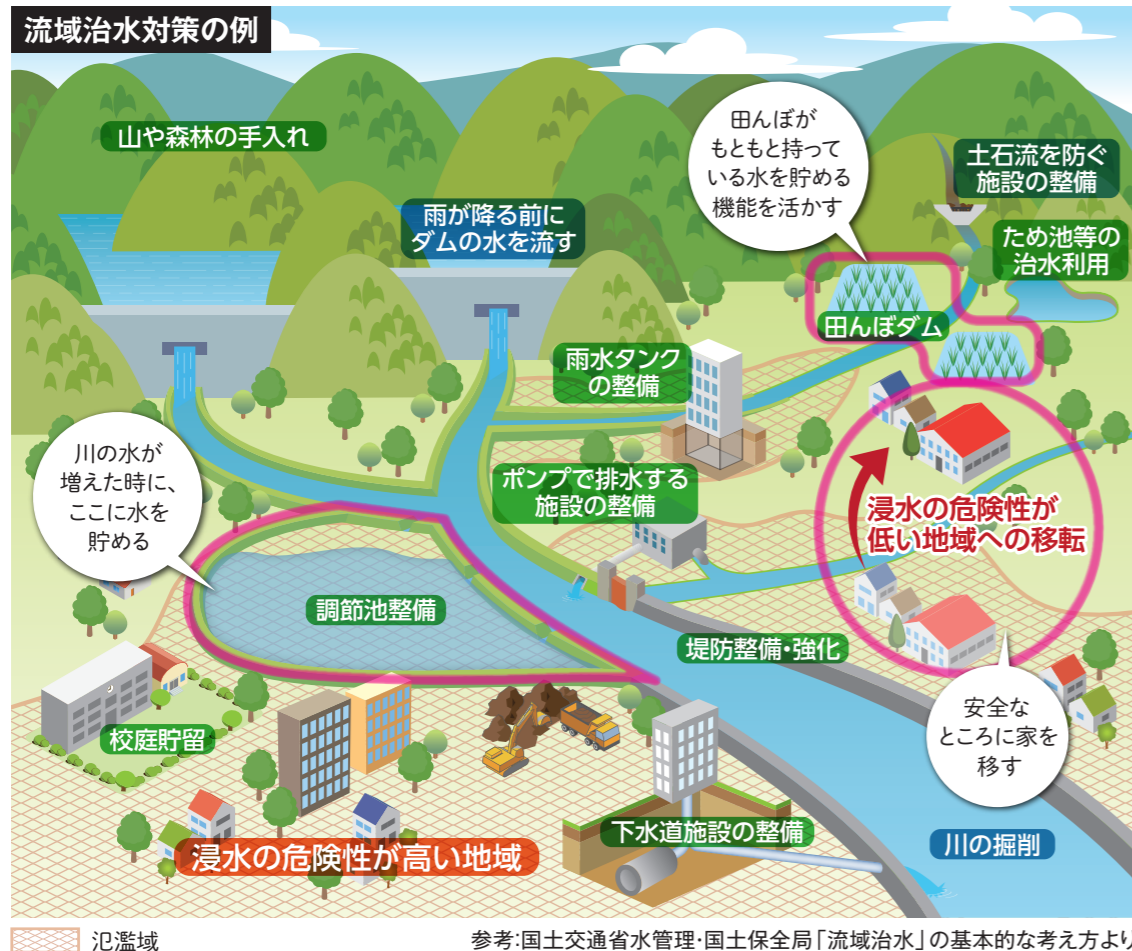 流域治水対策の例
山や森林の手入れ
田んぼが
もともと持って
いる水を貯める
機能を活かす
土石流を防ぐ
施設の整備
雨が降る前に
ダムの水を流す
ため池等の
治水利用
田んぼダム
雨水タンク
の整備
川の水が
増えた時に、
ここに水を
貯める
ポンプで排水する
施設の整備
浸水の危険性が
低い地域への移転
調節池整備
堤防整備・強化
安全な
ところに家を
移す
校庭貯留
下水道施設の整備
川の掘削
浸水の危険性が高い地域
氾濫域
参考:国土交通省水管理・国土保全局「流域治水」の基本的な考え方より